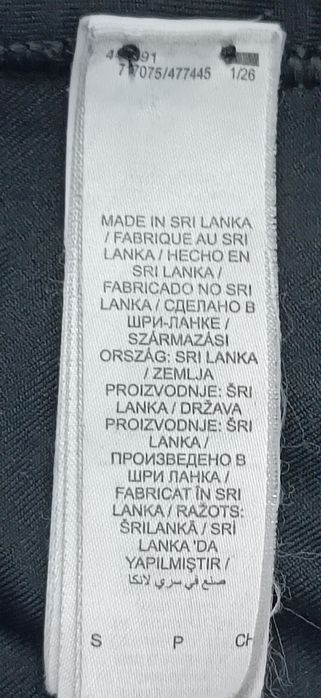 717075/477445 1/26
MADE IN SRI LANKA
/ FABRIQUE AU SRI
LANKA / HECHO EN
SRI LANKA /
FABRICADO NO SRI
LANKA / СДЕЛАНО В
ШРИ-ЛАНКЕ /
SZÁRMAZÁSI
ORSZÁG: SRI LANKA
/ ZEMLJA
PROIZVODNJE: ŠRI
LANKA / DRŽAVA
PROIZVODNJE: ŠRI
LANKA /
ПРОИЗВЕДЕНО В
ШРИ ЛАНКА /
FABRICAT ÎN SRI
LANKA / RAŽOTS:
ŠRILANKĀ / SRİ
LANKA 'DA
YAPILMIŞTIR /
صنع في سري لانكا
S P CH